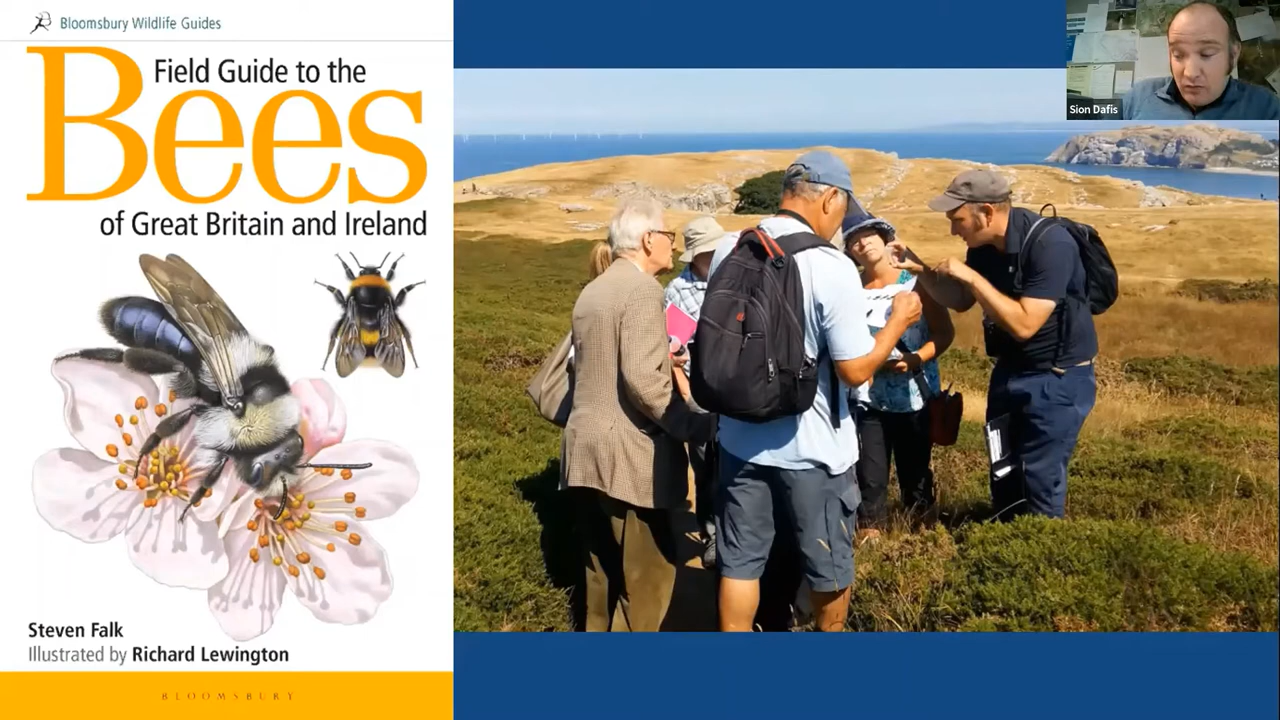 Bloomsbury Wildlife Guides
Field Guide to the
Bees
of Great Britain and Ireland
Steven Falk
Illustrated by Richard Lewington
BLOOMSBURY
Sion Dafis